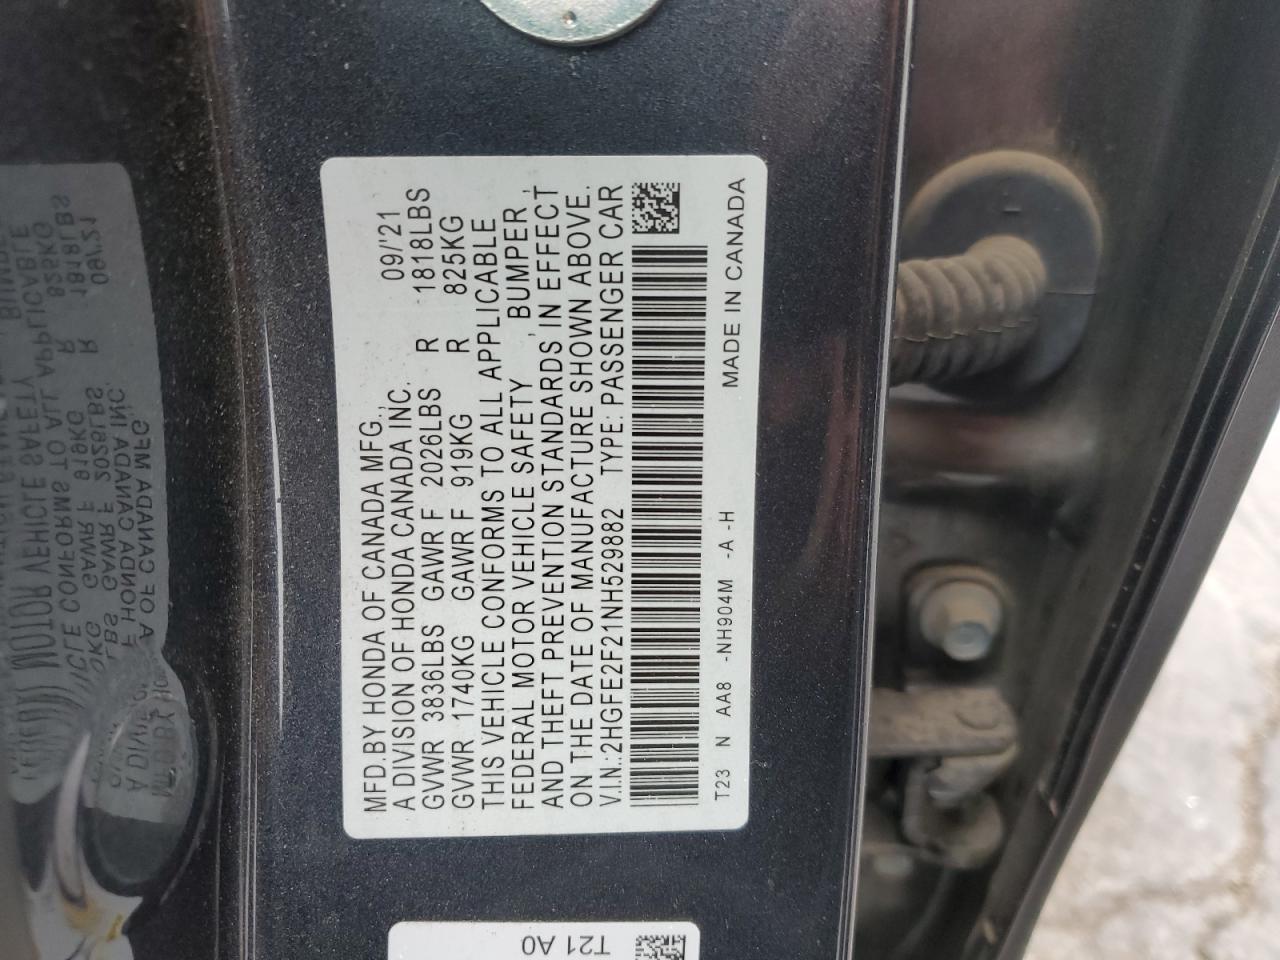 MFD.BY HONDA OF CANADA MFG., 09/'21
A DIVISION OF HONDA CANADA INC.
GVWR 3836LBS GAWR F 2026LBS R 1818LBS
GVWR 1740KG GAWR F 919KG R 825KG
THIS VEHICLE CONFORMS TO ALL APPLICABLE
FEDERAL MOTOR VEHICLE SAFETY , BUMPER ,
AND THEFT PREVENTION STANDARDS IN EFFECT
ON THE DATE OF MANUFACTURE SHOWN ABOVE.
V.I.N.:2HGFE2F21NH529882 TYPE: PASSENGER CAR
T23 N AA8 -NH904M -A -H MADE IN CANADA
T21 A0